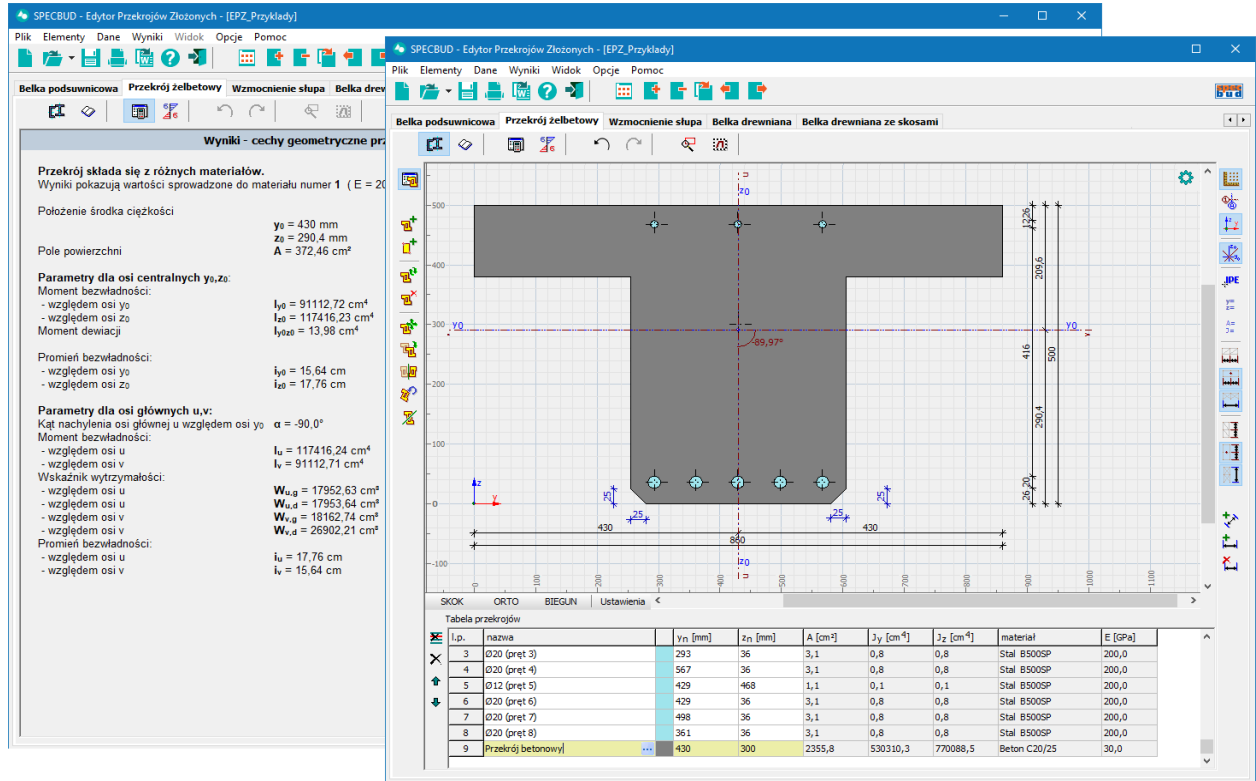 SPECBUD - Edytor Przekrojów Złożonych - [EPZ_Przyklady]
Plik Elementy Dane Wyniki Widok Opcje Pomoc
Belka podsuwnicowa Przekrój żelbetowy Wzmocnienie słupa Belka drew
Wyniki - cechy geometryczne prz
Przekrój składa się z różnych materiałów.
Wyniki pokazują wartości sprowadzone do materiału numer 1 ( E = 20
Położenie środka ciężkości
y0 = 430 mm
z0 = 290,4 mm
Pole powierzchni A = 372,46 cm²
Parametry dla osi centralnych y0,z0:
Moment bezwładności:
- względem osi y0 Iy0 = 91112,72 cm⁴
- względem osi z0 Iz0 = 117416,23 cm⁴
Moment dewiacji Iy0z0 = 13,98 cm⁴
Promień bezwładności:
- względem osi y0 iy0 = 15,64 cm
- względem osi z0 iz0 = 17,76 cm
Parametry dla osi głównych u,v:
Kąt nachylenia osi głównej u względem osi y0 α = -90,0°
Moment bezwładności:
- względem osi u Iu = 117416,24 cm⁴
- względem osi v Iv = 91112,71 cm⁴
Wskaźnik wytrzymałości:
- względem osi u Wu,g = 17952,63 cm³
- względem osi u Wu,d = 17953,64 cm³
- względem osi v Wv,g = 18162,74 cm³
- względem osi v Wv,d = 26902,21 cm³
Promień bezwładności:
- względem osi u iu = 17,76 cm
- względem osi v iv = 15,64 cm
SPECBUD - Edytor Przekrojów Złożonych - [EPZ_Przyklady]
Plik Elementy Dane Wyniki Widok Opcje Pomoc
bud
Belka podsuwnicowa Przekrój żelbetowy Wzmocnienie słupa Belka drewniana Belka drewniana ze skosami
u
z0
500
400
300
200
100
0
-100
y0
y0
-89,97°
v
z
y
12 26
209,6
416
500
290,4
26 20
25
25
25
25
430
430
860
z0
u
0 100 200 300 400 500 600 700 800 900 1000 1100
IPE
y=
z=
A=
J=
SKOK ORTO BIEGUN Ustawienia
Tabela przekrojów
l.p. nazwa yn [mm] zn [mm] A [cm²] Jy [cm⁴] Jz [cm⁴] materiał E [GPa]
3 Ø20 (pręt 3) 293 36 3,1 0,8 0,8 Stal B500SP 200,0
4 Ø20 (pręt 4) 567 36 3,1 0,8 0,8 Stal B500SP 200,0
5 Ø12 (pręt 5) 429 468 1,1 0,1 0,1 Stal B500SP 200,0
6 Ø20 (pręt 6) 429 36 3,1 0,8 0,8 Stal B500SP 200,0
7 Ø20 (pręt 7) 498 36 3,1 0,8 0,8 Stal B500SP 200,0
8 Ø20 (pręt 8) 361 36 3,1 0,8 0,8 Stal B500SP 200,0
9 Przekrój betonowy ... 430 300 2355,8 530310,3 770088,5 Beton C20/25 30,0